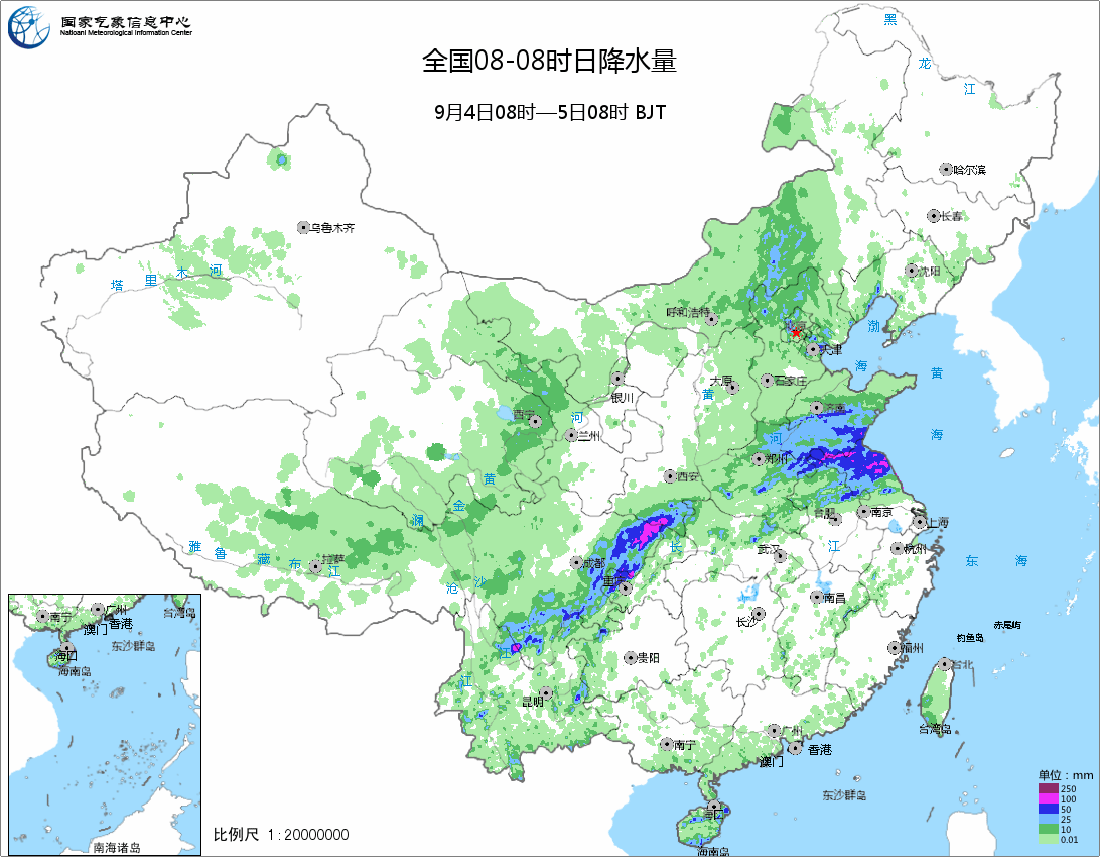 国家气象信息中心
Naitioanl Meteorological Information Center
全国08-08时日降水量
9月4日08时—5日08时 BJT
黑
龙
江
哈尔滨
长春
沈阳
乌鲁木齐
塔
里
木
河
呼和浩特
北京
天津
渤
海
黄
海
太原
石家庄
黄
河
济南
郑州
银川
西宁
兰州
河
黄
西安
金
澜
沧
沙
江
江
雅
鲁
藏
布
江
拉萨
成都
重庆
长
江
武汉
合肥
南京
上海
杭州
东
海
南昌
长沙
贵阳
昆明
福州
钓鱼岛
赤尾屿
台北
台湾岛
南宁
广州
澳门
香港
东沙群岛
海口
海南岛
南宁
广州
澳门
香港
台湾岛
东沙群岛
海口
海南岛
南海诸岛
比例尺 1:20000000
单位：mm
250
100
50
25
10
0.01